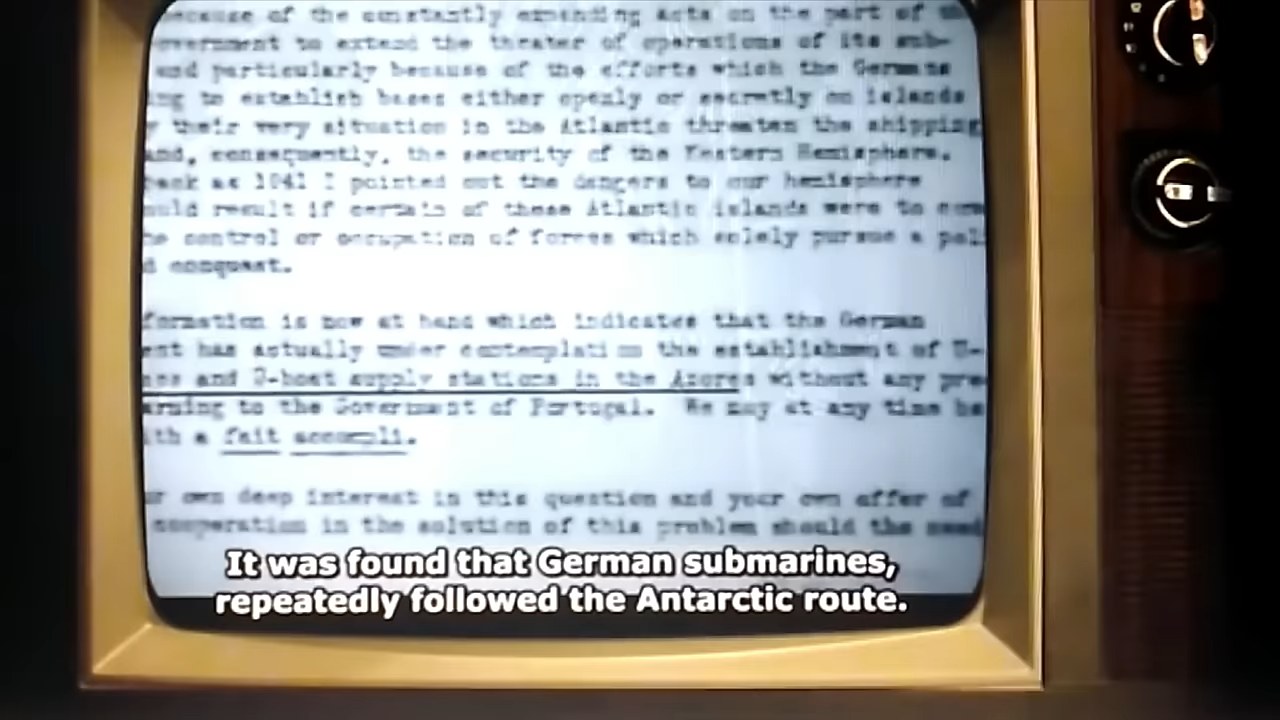 because of the constantly expanding acts on the part of
overnment to extend the theater of operations of its sub-
and particularly because of the efforts which the Germans
ing to establish bases either openly or secretly on islands
their very situation in the Atlantic threaten the shipping
and, consequently, the security of the Western Hemisphere.
back as 1941 I pointed out the dangers to our hemisphere
ould result if certain of these Atlantic islands were to come
he control or occupation of forces which solely pursue a pol
d conquest.
formation is now at hand which indicates that the German
ent has actually under contemplation the establishment of U-
and U-boat supply stations in the Azores without any pre
arning to the Government of Portugal. We may at any time be
ith a fait accompli.
ur own deep interest in this question and your own offer of
cooperation in the solution of this problem should the need
It was found that German submarines,
repeatedly followed the Antarctic route.